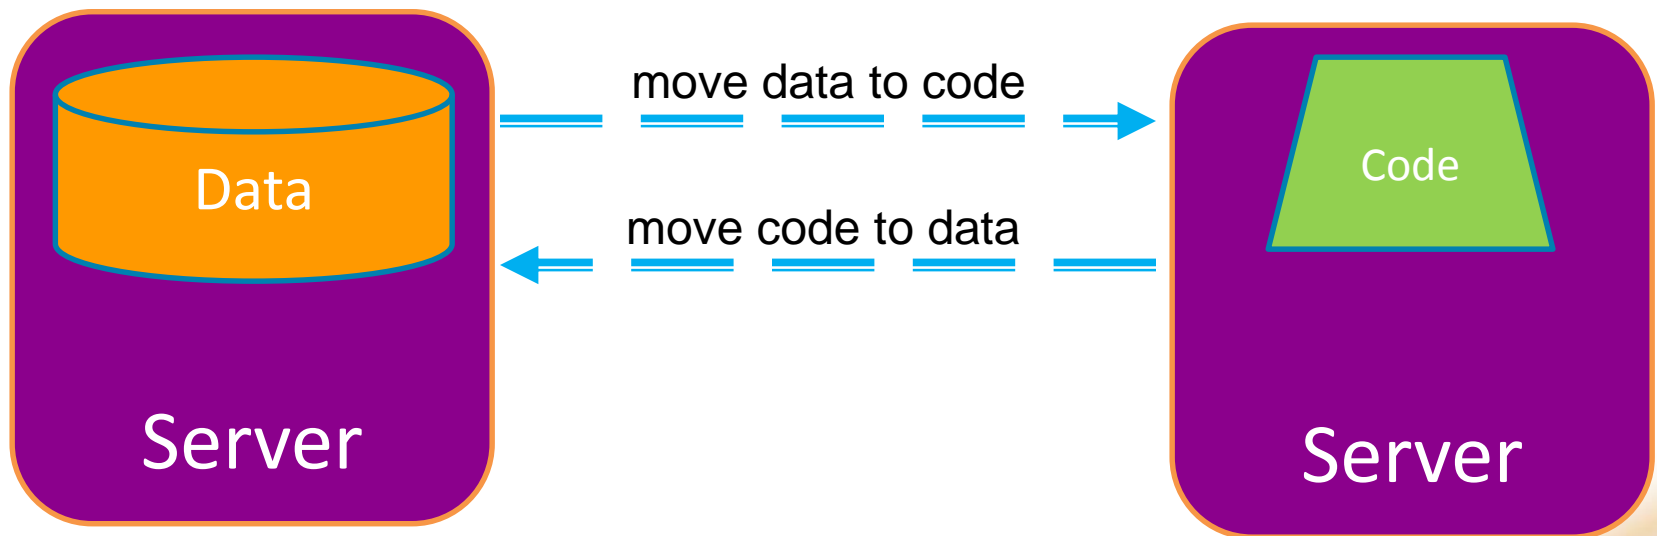 move data to code
Data
Code
move code to data
Server
Server